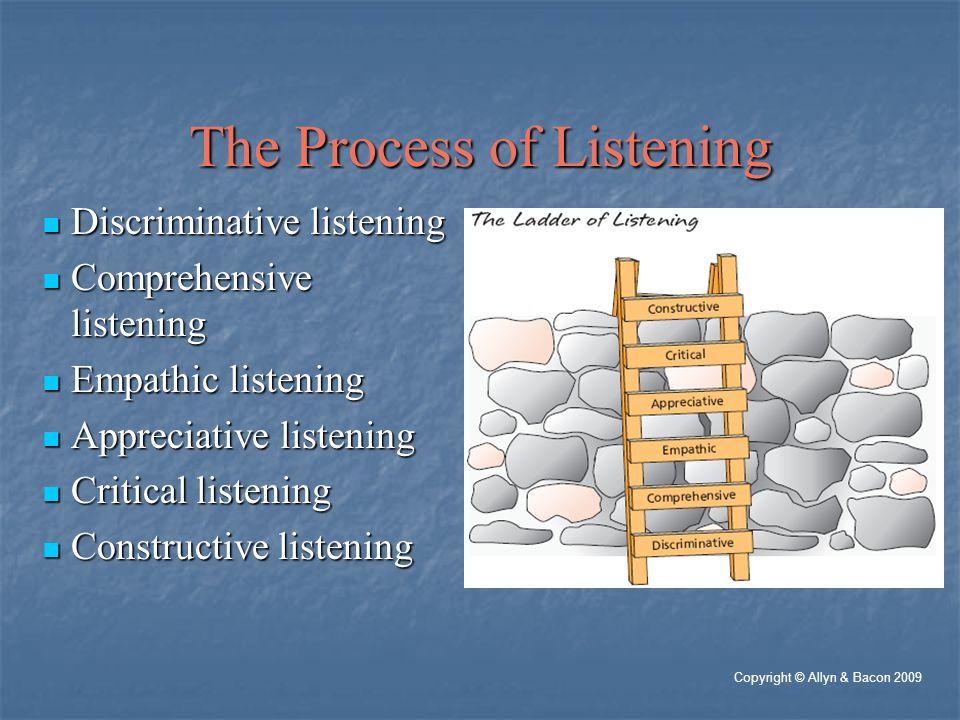 The Process of Listening
Discriminative listening
Comprehensive
listening
Empathic listening
Appreciative listening
Critical listening
Constructive listening
The Ladder of Listening
Constructive
Critical
Appreciative
Empathic
Comprehensive
Discriminative
Copyright © Allyn & Bacon 2009